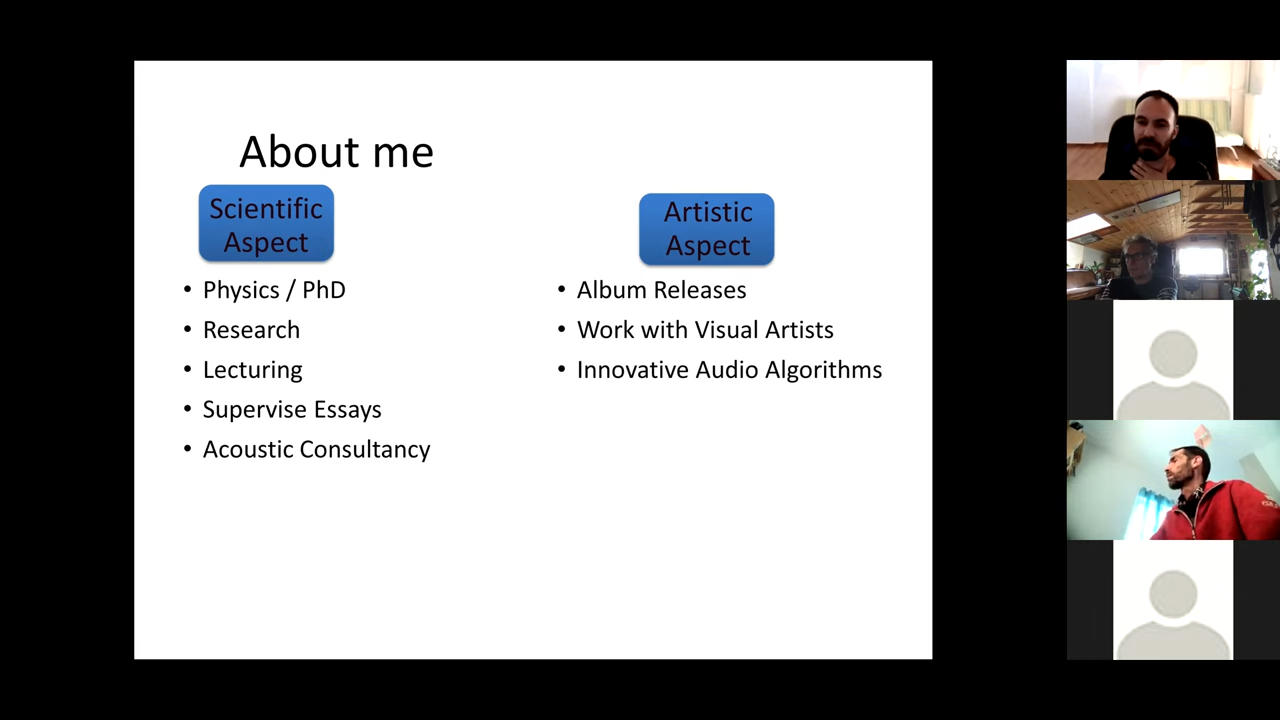 About me
Scientific
Aspect
• Physics / PhD
• Research
• Lecturing
• Supervise Essays
• Acoustic Consultancy
Artistic
Aspect
• Album Releases
• Work with Visual Artists
• Innovative Audio Algorithms